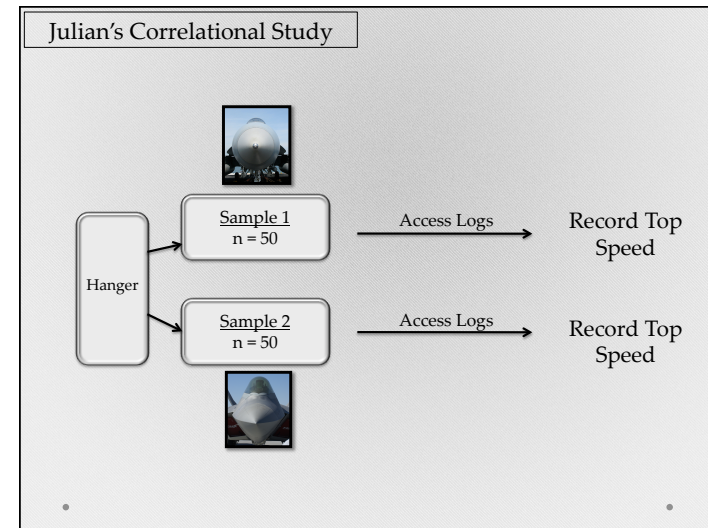 Julian's Correlational Study
Hanger
Sample 1
n = 50
Access Logs
Record Top
Speed
Sample 2
n = 50
Access Logs
Record Top
Speed